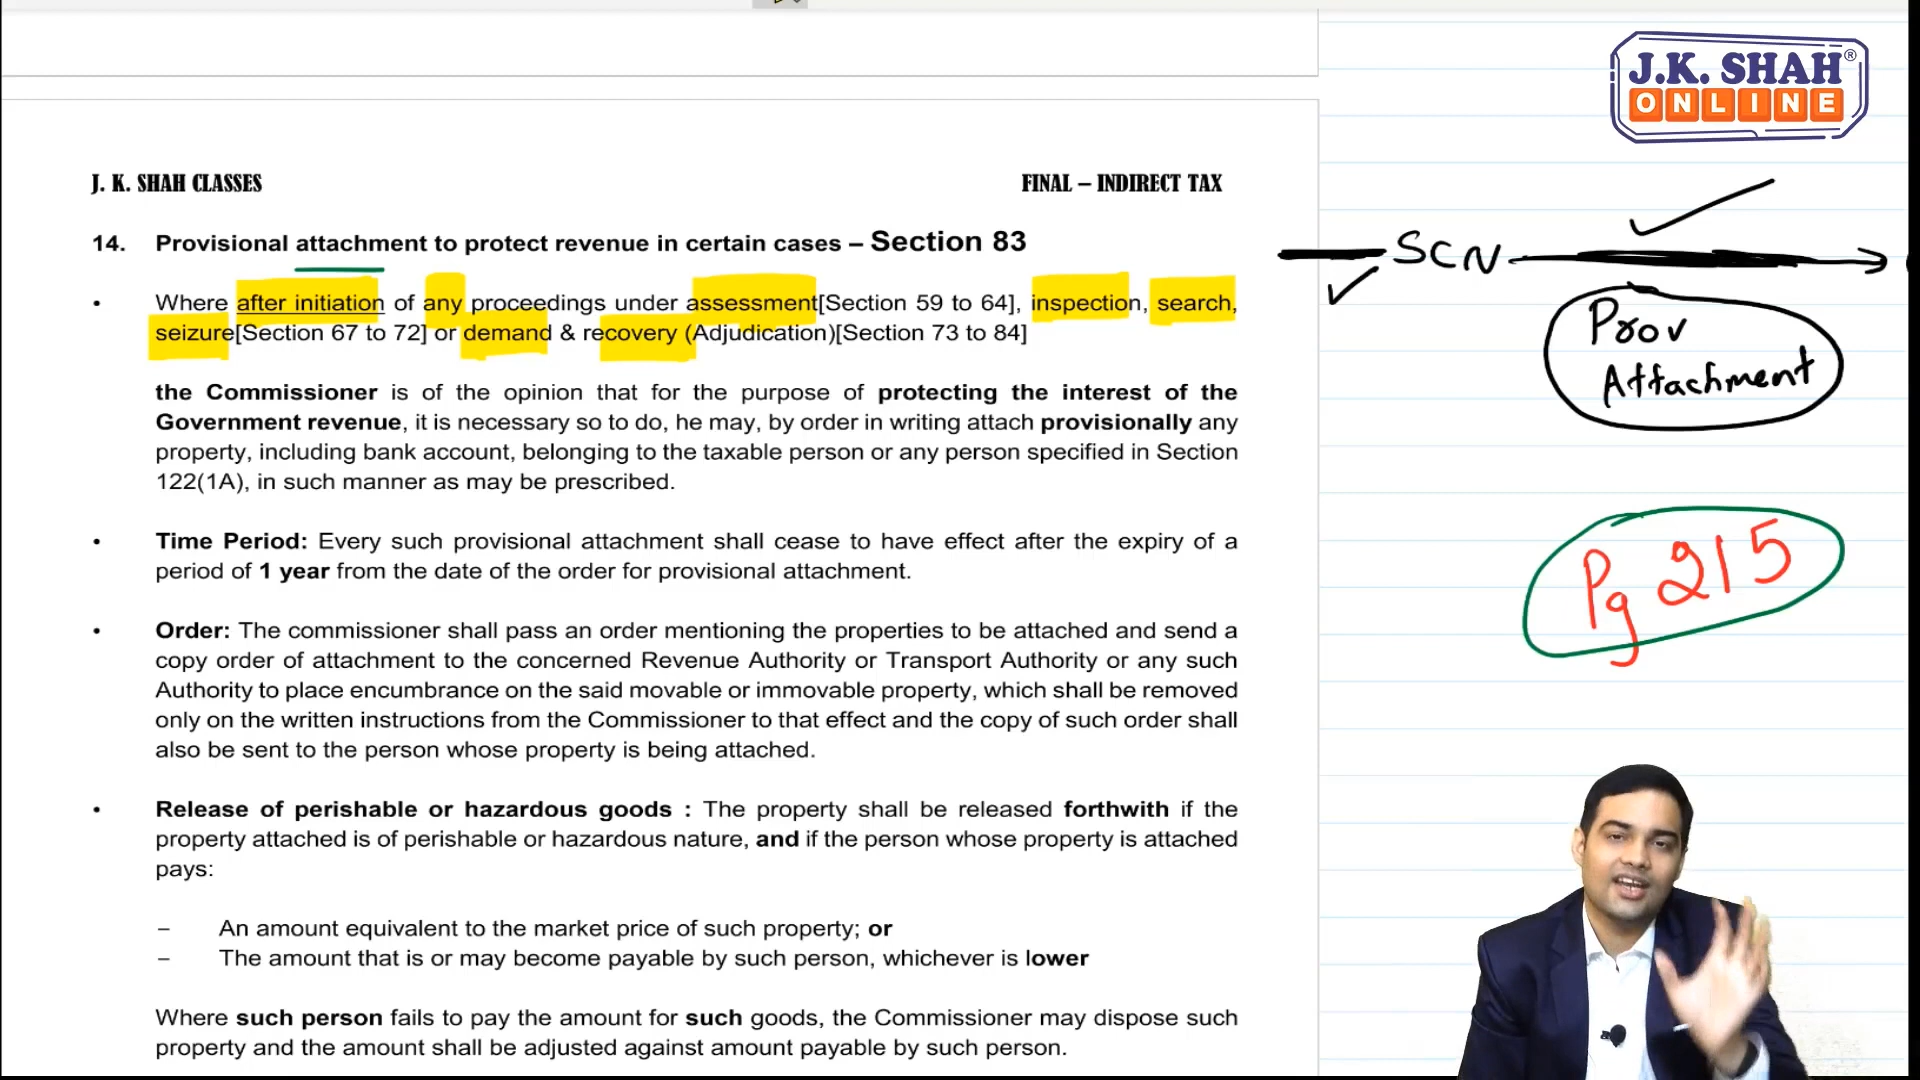 J.K. SHAH®
ONLINE
J. K. SHAH CLASSES
FINAL – INDIRECT TAX
14. Provisional attachment to protect revenue in certain cases – Section 83
• Where after initiation of any proceedings under assessment[Section 59 to 64], inspection, search,
seizure[Section 67 to 72] or demand & recovery (Adjudication)[Section 73 to 84]
the Commissioner is of the opinion that for the purpose of protecting the interest of the
Government revenue, it is necessary so to do, he may, by order in writing attach provisionally any
property, including bank account, belonging to the taxable person or any person specified in Section
122(1A), in such manner as may be prescribed.
• Time Period: Every such provisional attachment shall cease to have effect after the expiry of a
period of 1 year from the date of the order for provisional attachment.
• Order: The commissioner shall pass an order mentioning the properties to be attached and send a
copy order of attachment to the concerned Revenue Authority or Transport Authority or any such
Authority to place encumbrance on the said movable or immovable property, which shall be removed
only on the written instructions from the Commissioner to that effect and the copy of such order shall
also be sent to the person whose property is being attached.
• Release of perishable or hazardous goods : The property shall be released forthwith if the
property attached is of perishable or hazardous nature, and if the person whose property is attached
pays:
– An amount equivalent to the market price of such property; or
– The amount that is or may become payable by such person, whichever is lower
Where such person fails to pay the amount for such goods, the Commissioner may dispose such
property and the amount shall be adjusted against amount payable by such person.
SCN
Prov
Attachment
Pg 215